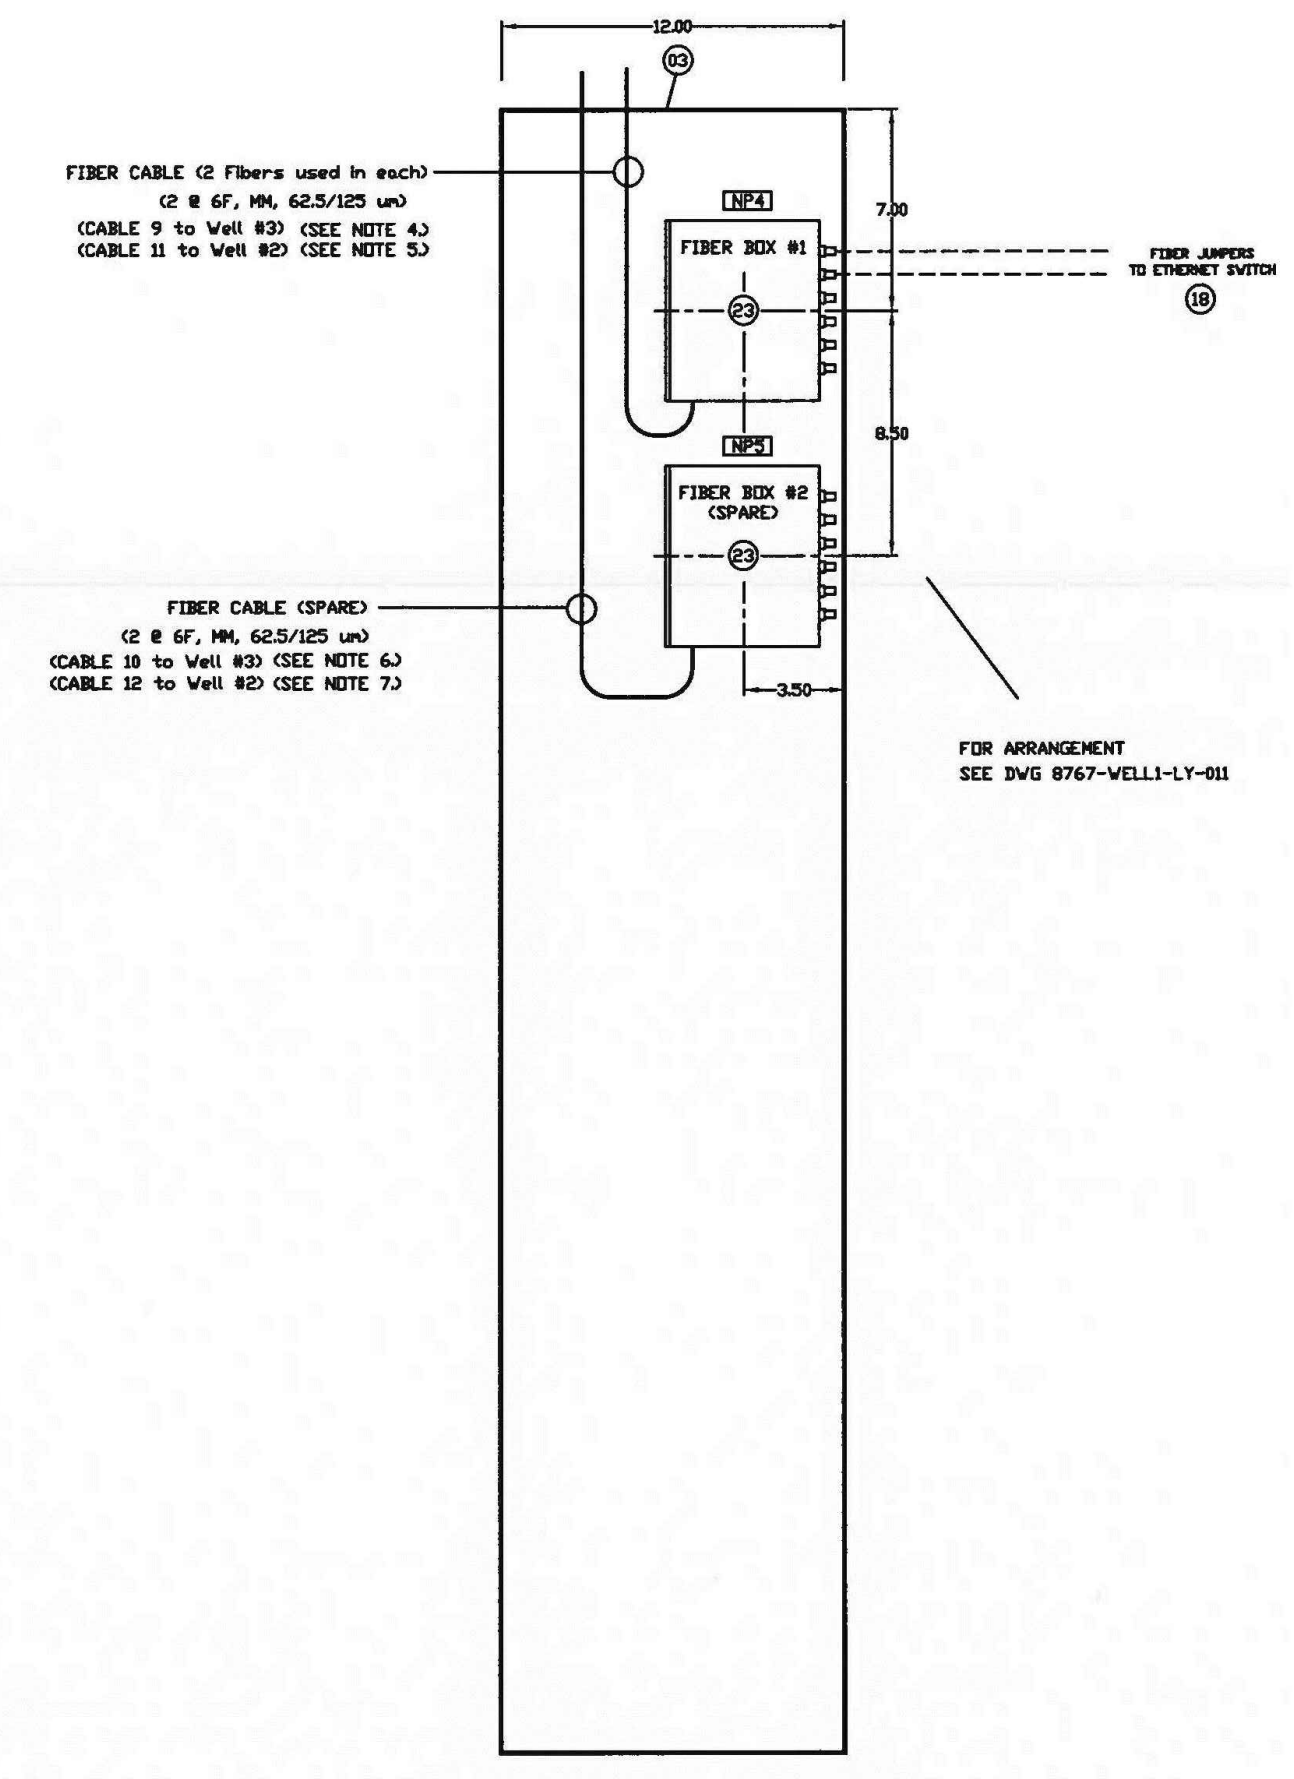 12.00
03
FIBER CABLE (2 Fibers used in each)
(2 @ 6F, MM, 62.5/125 um)
(CABLE 9 to Well #3) (SEE NOTE 4.)
(CABLE 11 to Well #2) (SEE NOTE 5.)
NP4
7.00
FIBER BOX #1
FIBER JUMPERS
TO ETHERNET SWITCH
18
23
8.50
NP5
FIBER BOX #2
(SPARE)
23
FIBER CABLE (SPARE)
(2 @ 6F, MM, 62.5/125 um)
(CABLE 10 to Well #3) (SEE NOTE 6.)
(CABLE 12 to Well #2) (SEE NOTE 7.)
3.50
FOR ARRANGEMENT
SEE DWG 8767-WELL1-LY-011